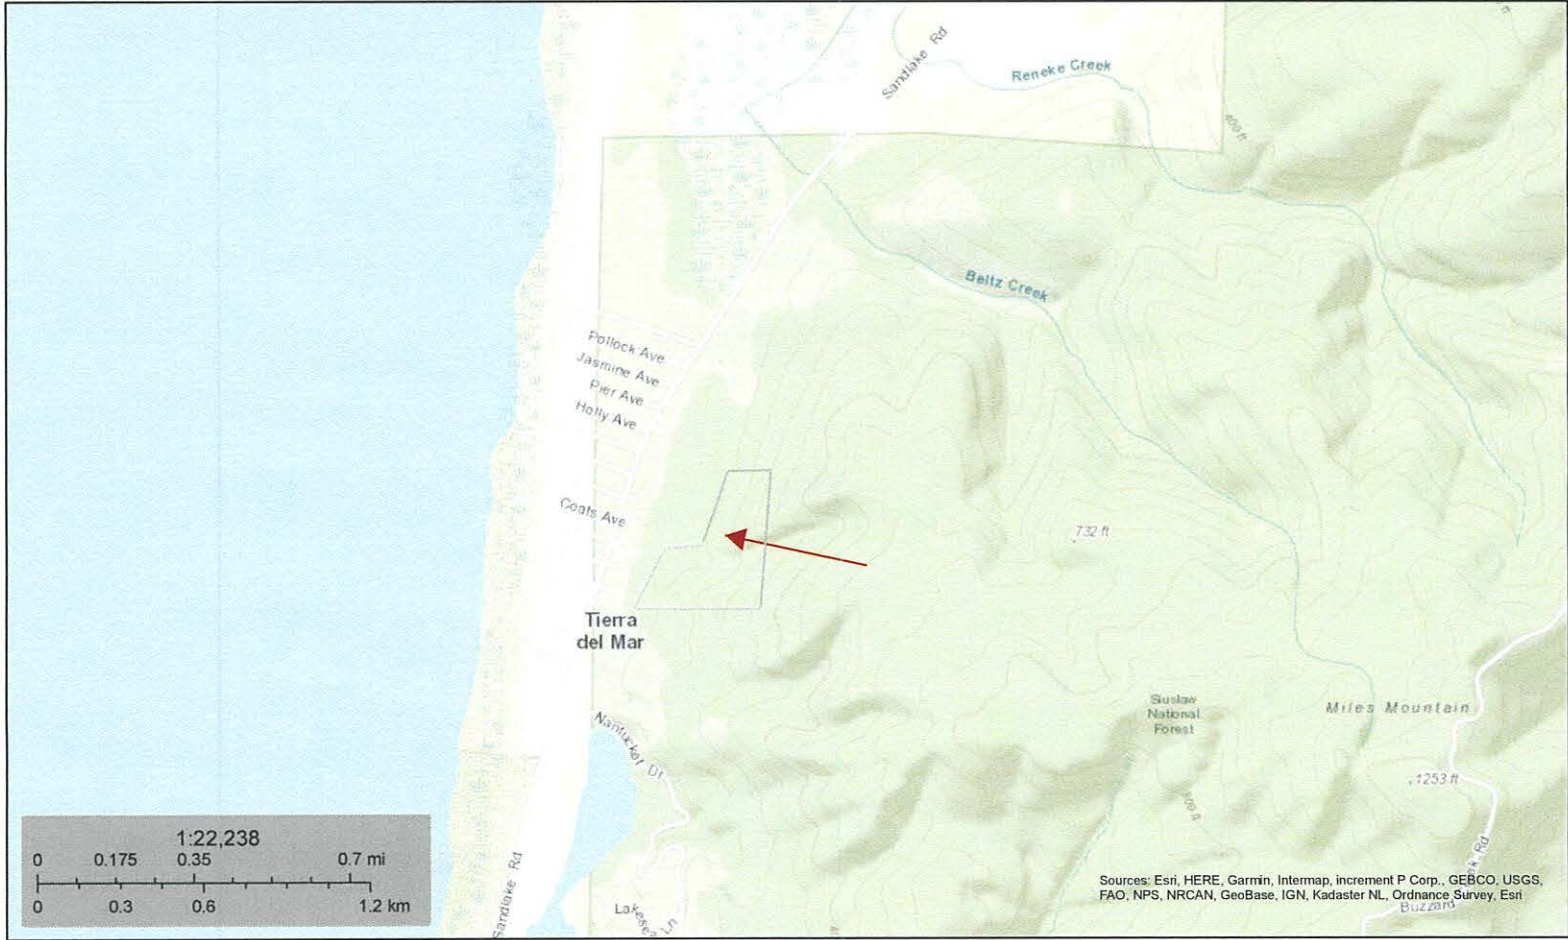 Sandlake Rd
Reneke Creek
400 ft
Beltz Creek
Pollock Ave
Jasmine Ave
Pier Ave
Holly Ave
Coats Ave
732 ft
Tierra
del Mar
Siuslaw
National
Forest
Miles Mountain
Nantucket Dr
.1253 ft
1:22,238
0 0.175 0.35 0.7 mi
0 0.3 0.6 1.2 km
Sandlake Rd
Sources: Esri, HERE, Garmin, Intermap, increment P Corp., GEBCO, USGS,
FAO, NPS, NRCAN, GeoBase, IGN, Kadaster NL, Ordnance Survey, Esri
Buzzard
Rd
Ln